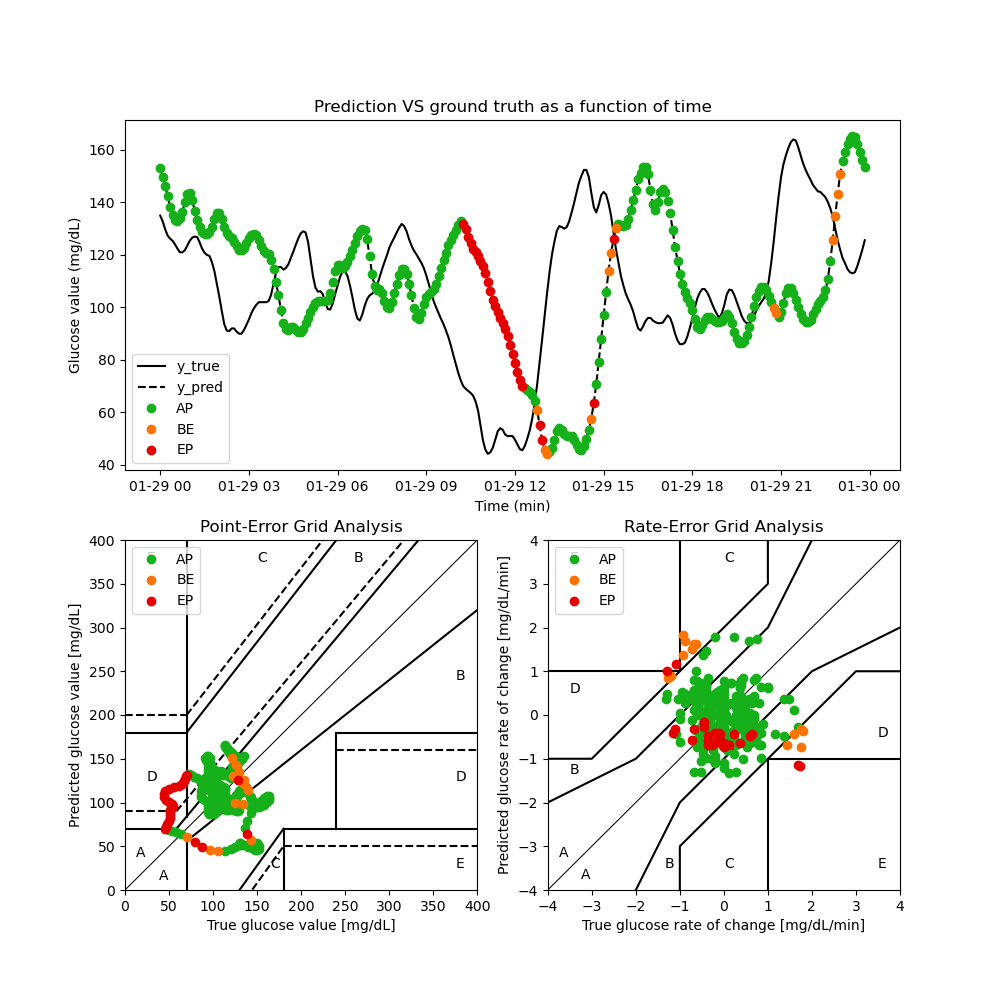 Prediction VS ground truth as a function of time
Glucose value (mg/dL)
160
140
120
100
80
60
40
y_true
y_pred
AP
BE
EP
01-29 00 01-29 03 01-29 06 01-29 09 01-29 12 01-29 15 01-29 18 01-29 21 01-30 00
Time (min)
Point-Error Grid Analysis
Predicted glucose value [mg/dL]
400
350
300
250
200
150
100
50
0
AP
BE
EP
C
B
B
D
D
A
A
C
E
0 50 100 150 200 250 300 350 400
True glucose value [mg/dL]
Rate-Error Grid Analysis
Predicted glucose rate of change [mg/dL/min]
4
3
2
1
0
−1
−2
−3
−4
AP
BE
EP
C
D
D
B
A
A
B
C
E
−4 −3 −2 −1 0 1 2 3 4
True glucose rate of change [mg/dL/min]